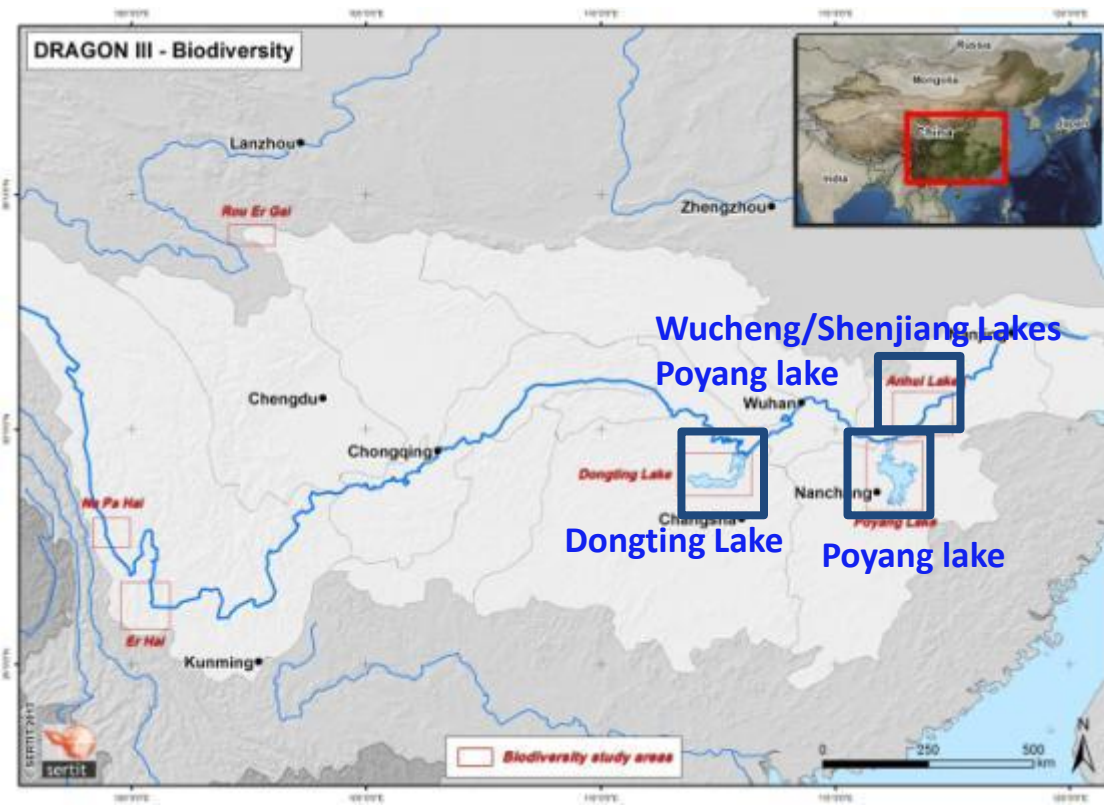 DRAGON III - Biodiversity
Russia
Mongolia
China
Japan
India
Lanzhou
Rou Er Gai
Zhengzhou
Wucheng/Shenjiang Lakes
Poyang lake
Anhui Lake
Chengdu
Wuhan
Chongqing
Dongting Lake
Nanchang
Na Pa Hai
Changsha
Poyang Lake
Dongting Lake
Poyang lake
Er Hai
Kunming
© SERTIT 2013
sertit
Biodiversity study areas
0 250 500
km
N